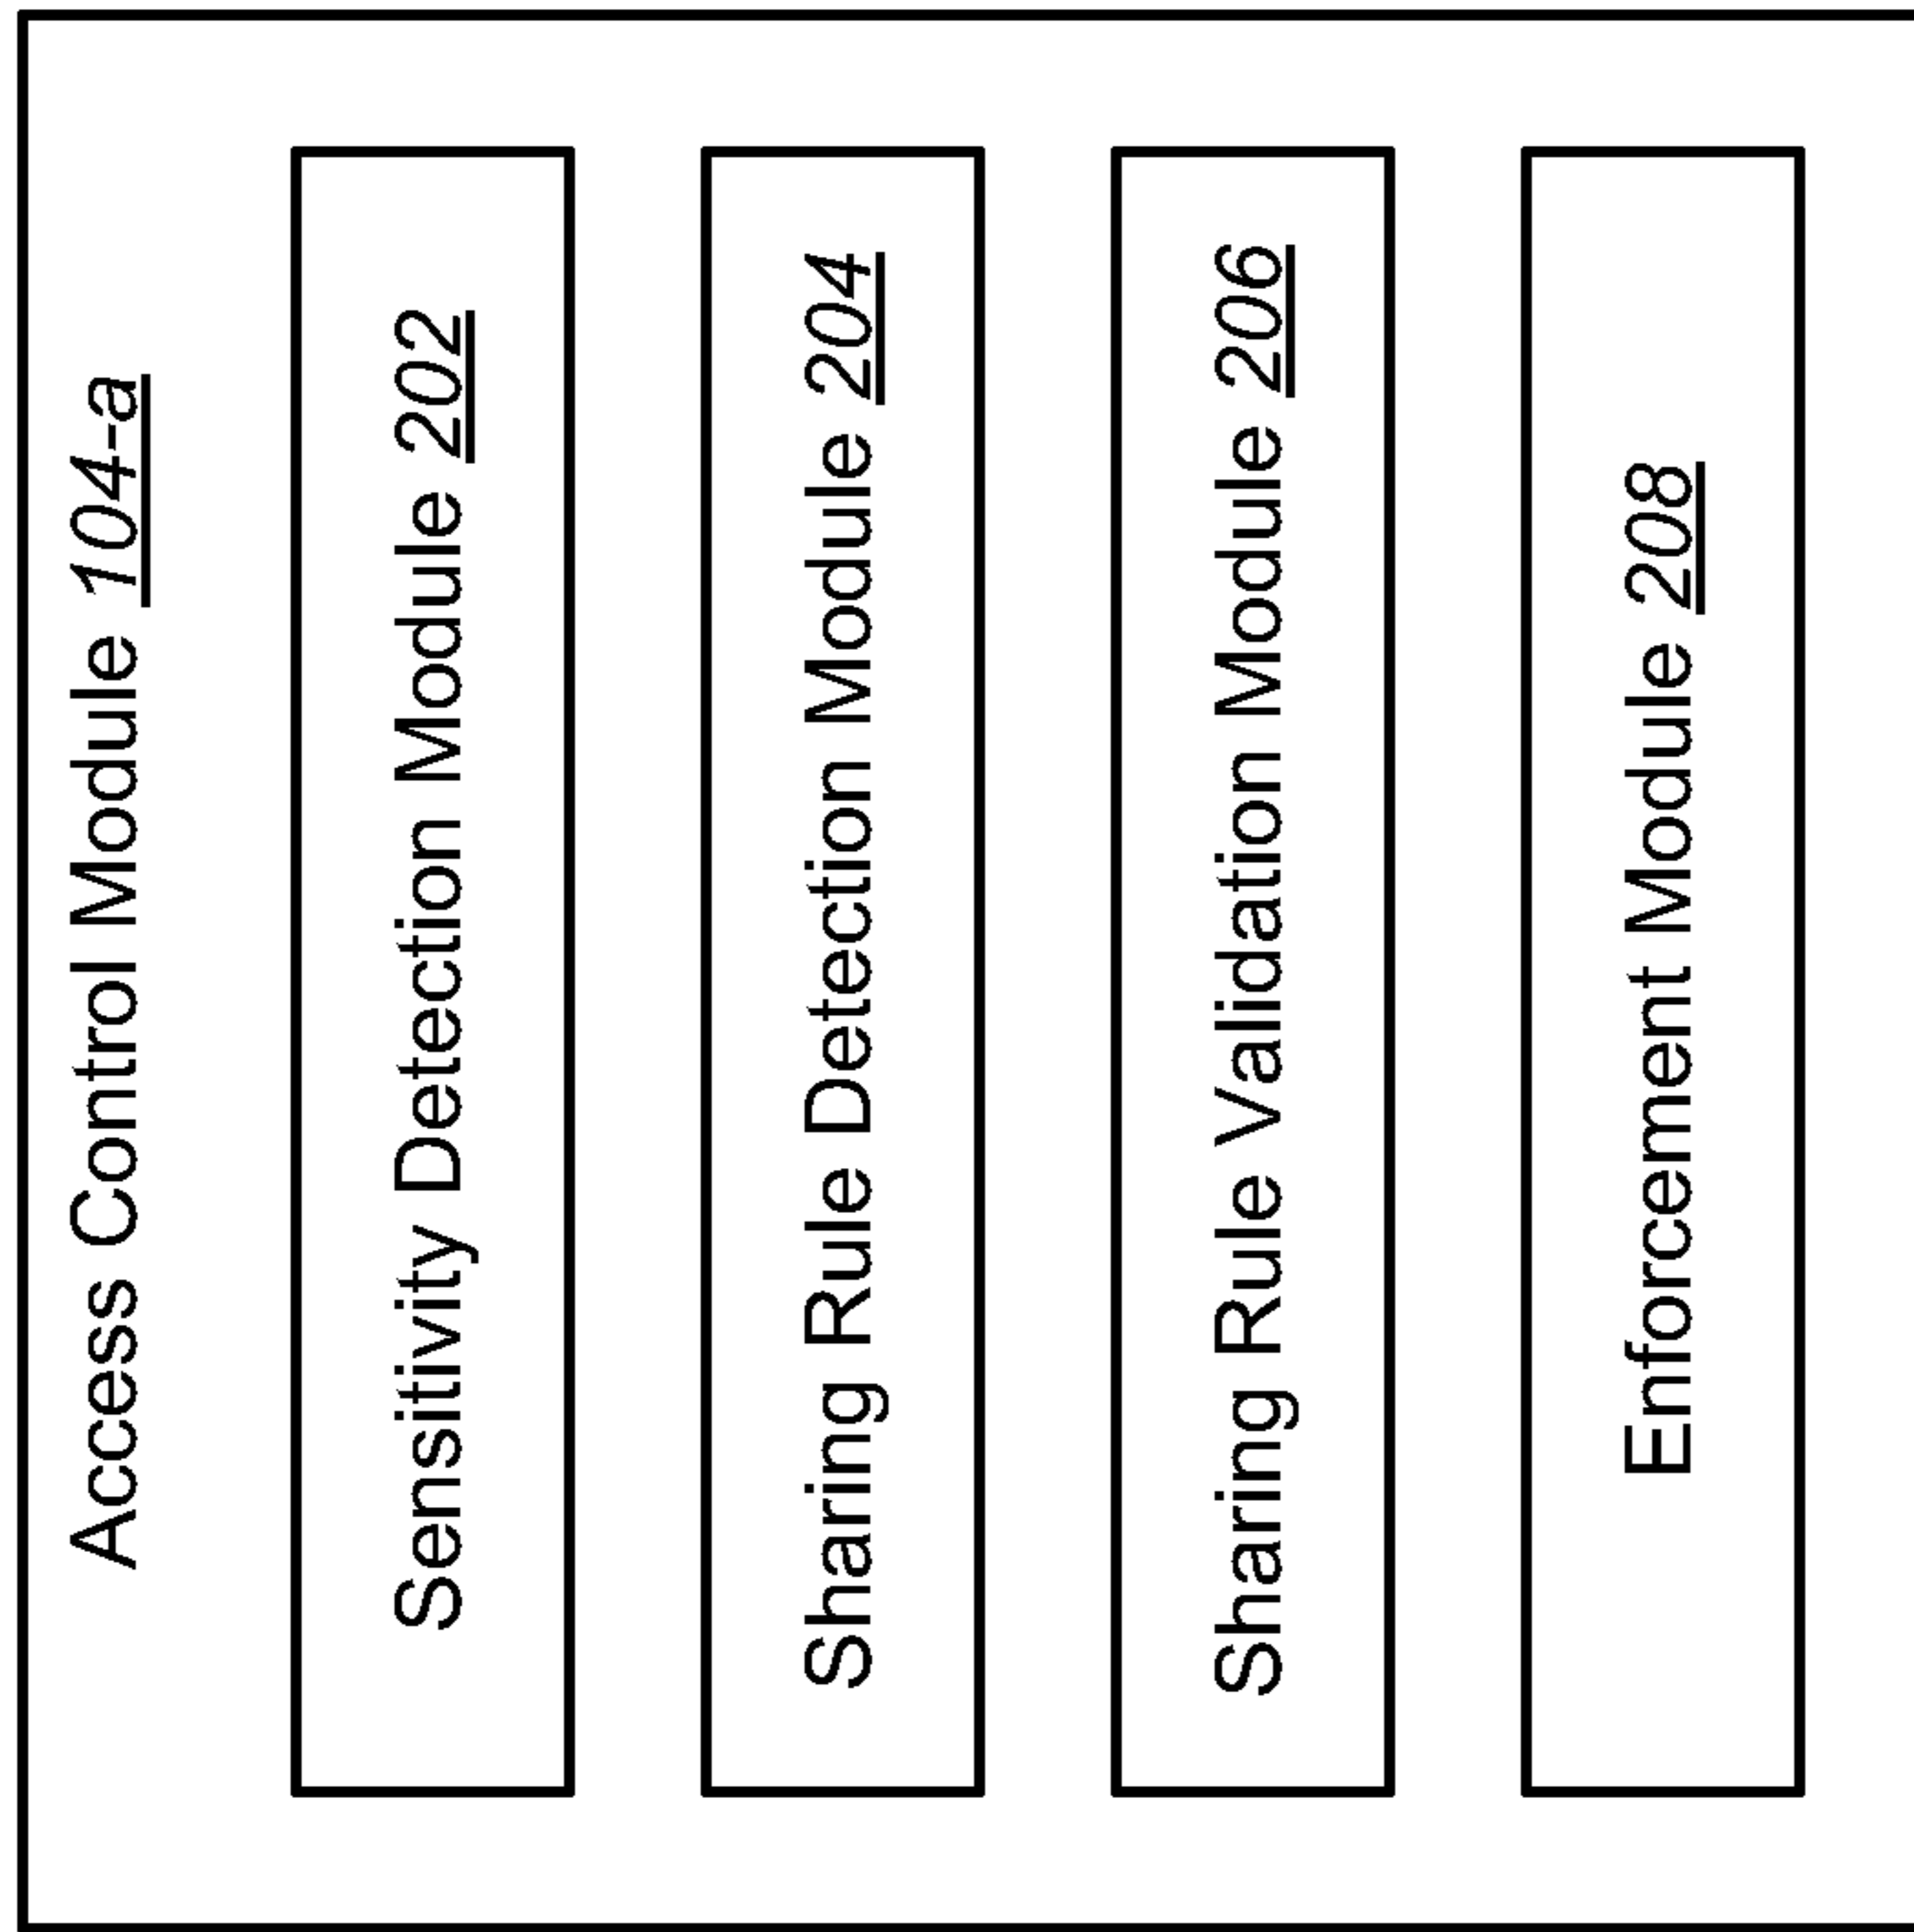 Access Control Module 104-a
Sensitivity Detection Module 202
Sharing Rule Detection Module 204
Sharing Rule Validation Module 206
Enforcement Module 208